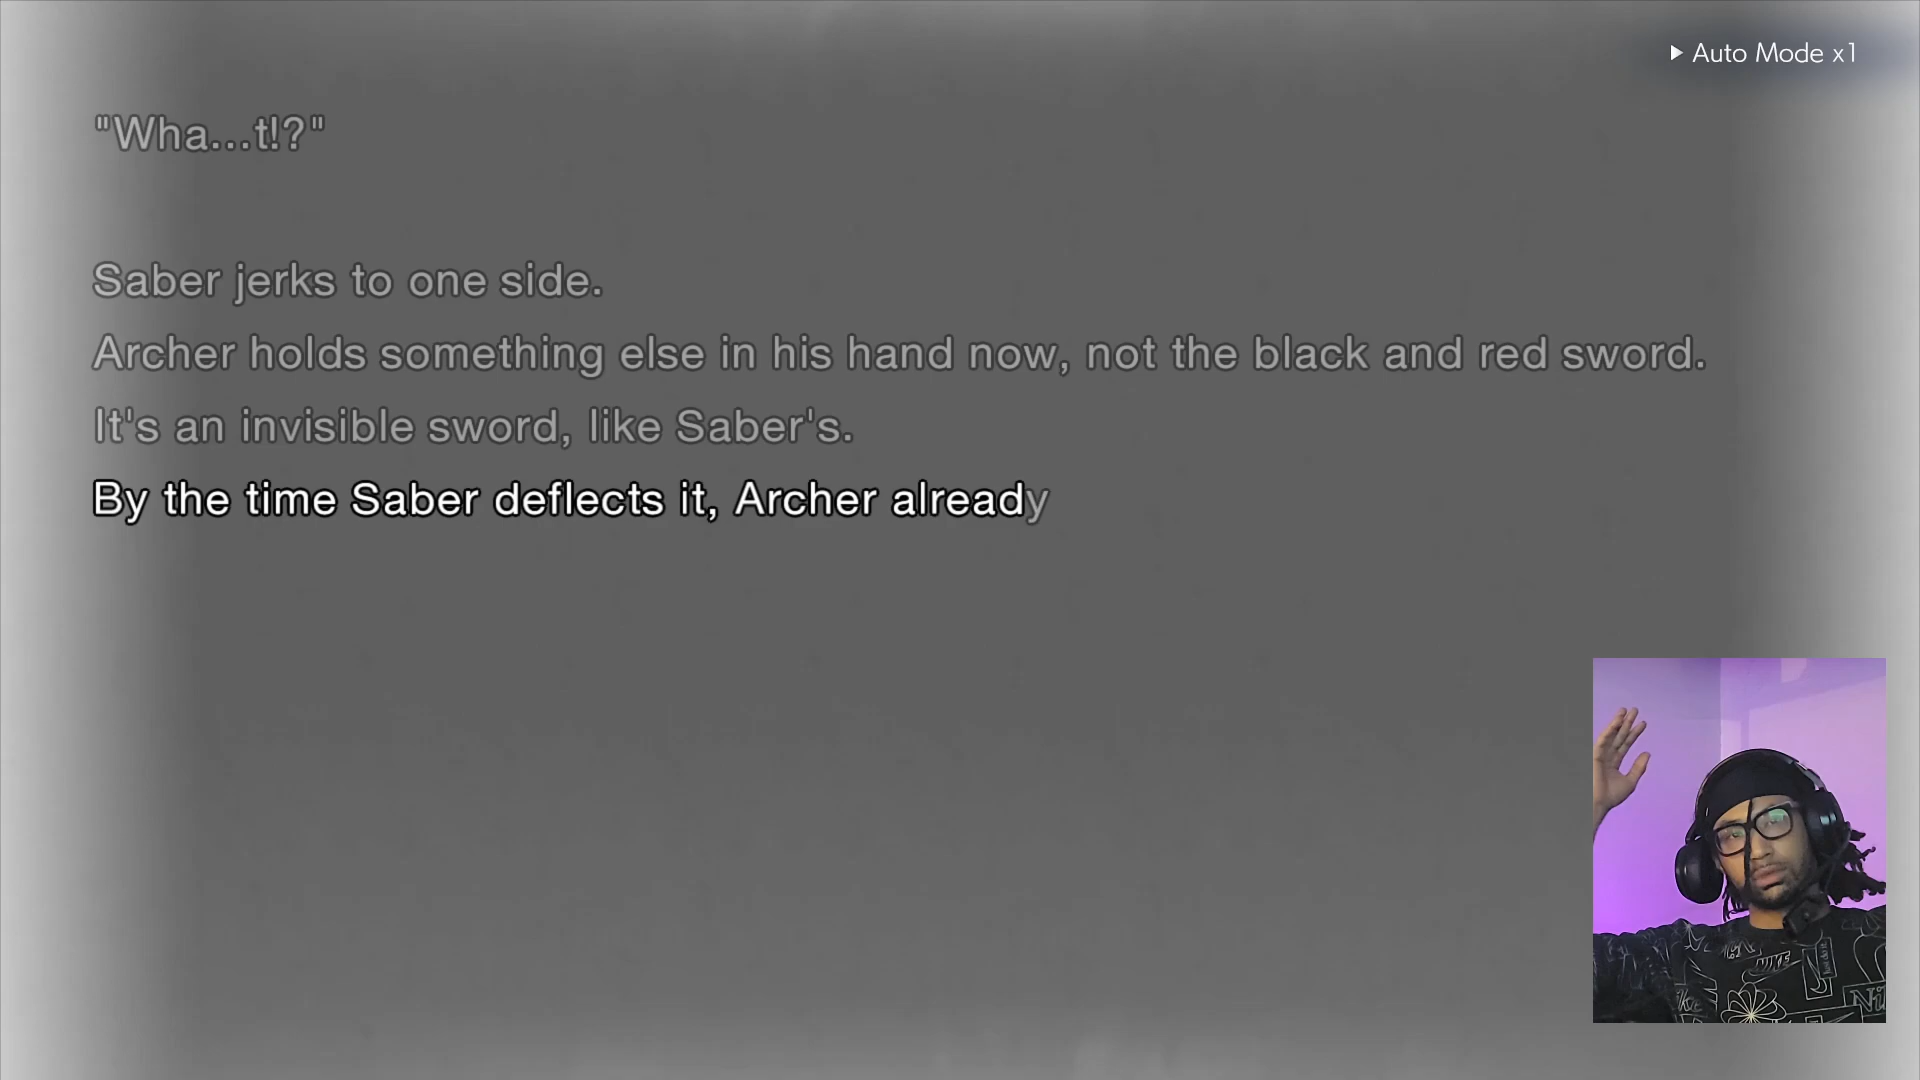 Auto Mode x1
"Wha...t!?"
Saber jerks to one side.
Archer holds something else in his hand now, not the black and red sword.
It's an invisible sword, like Saber's.
By the time Saber deflects it, Archer already
NIKE